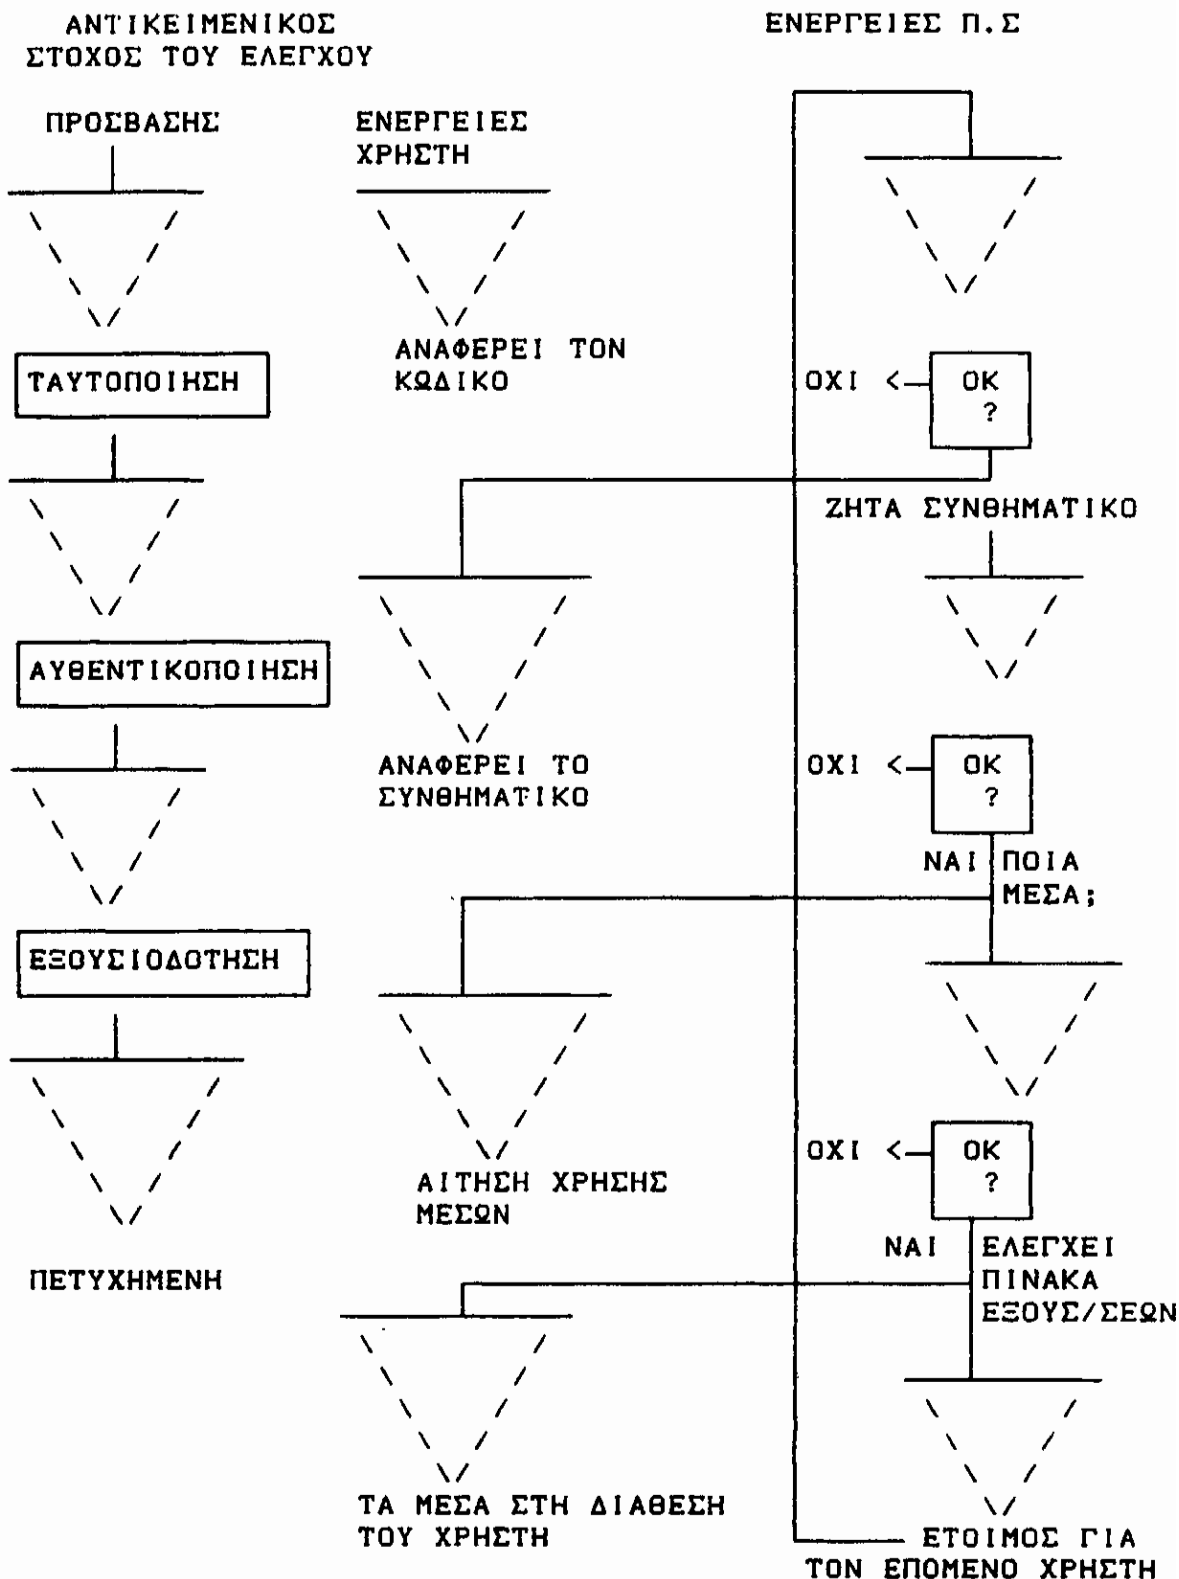 ΑΝΤΙΚΕΙΜΕΝΙΚΟΣ
ΣΤΟΧΟΣ ΤΟΥ ΕΛΕΓΧΟΥ
ΕΝΕΡΓΕΙΕΣ Π.Σ
ΠΡΟΣΒΑΣΗΣ
ΕΝΕΡΓΕΙΕΣ
ΧΡΗΣΤΗ
ΤΑΥΤΟΠΟΙΗΣΗ
ΑΝΑΦΕΡΕΙ ΤΟΝ
ΚΩΔΙΚΟ
ΟΧΙ <
ΟΚ
?
ΖΗΤΑ ΣΥΝΘΗΜΑΤΙΚΟ
ΑΥΘΕΝΤΙΚΟΠΟΙΗΣΗ
ΑΝΑΦΕΡΕΙ ΤΟ
ΣΥΝΘΗΜΑΤΙΚΟ
ΟΧΙ <
ΟΚ
?
ΝΑΙ ΠΟΙΑ
ΜΕΣΑ;
ΕΞΟΥΣΙΟΔΟΤΗΣΗ
ΑΙΤΗΣΗ ΧΡΗΣΗΣ
ΜΕΣΩΝ
ΟΧΙ <
ΟΚ
?
ΠΕΤΥΧΗΜΕΝΗ
ΝΑΙ ΕΛΕΓΧΕΙ
ΠΙΝΑΚΑ
ΕΞΟΥΣ/ΣΕΩΝ
ΤΑ ΜΕΣΑ ΣΤΗ ΔΙΑΘΕΣΗ
ΤΟΥ ΧΡΗΣΤΗ
ΕΤΟΙΜΟΣ ΓΙΑ
ΤΟΝ ΕΠΟΜΕΝΟ ΧΡΗΣΤΗ